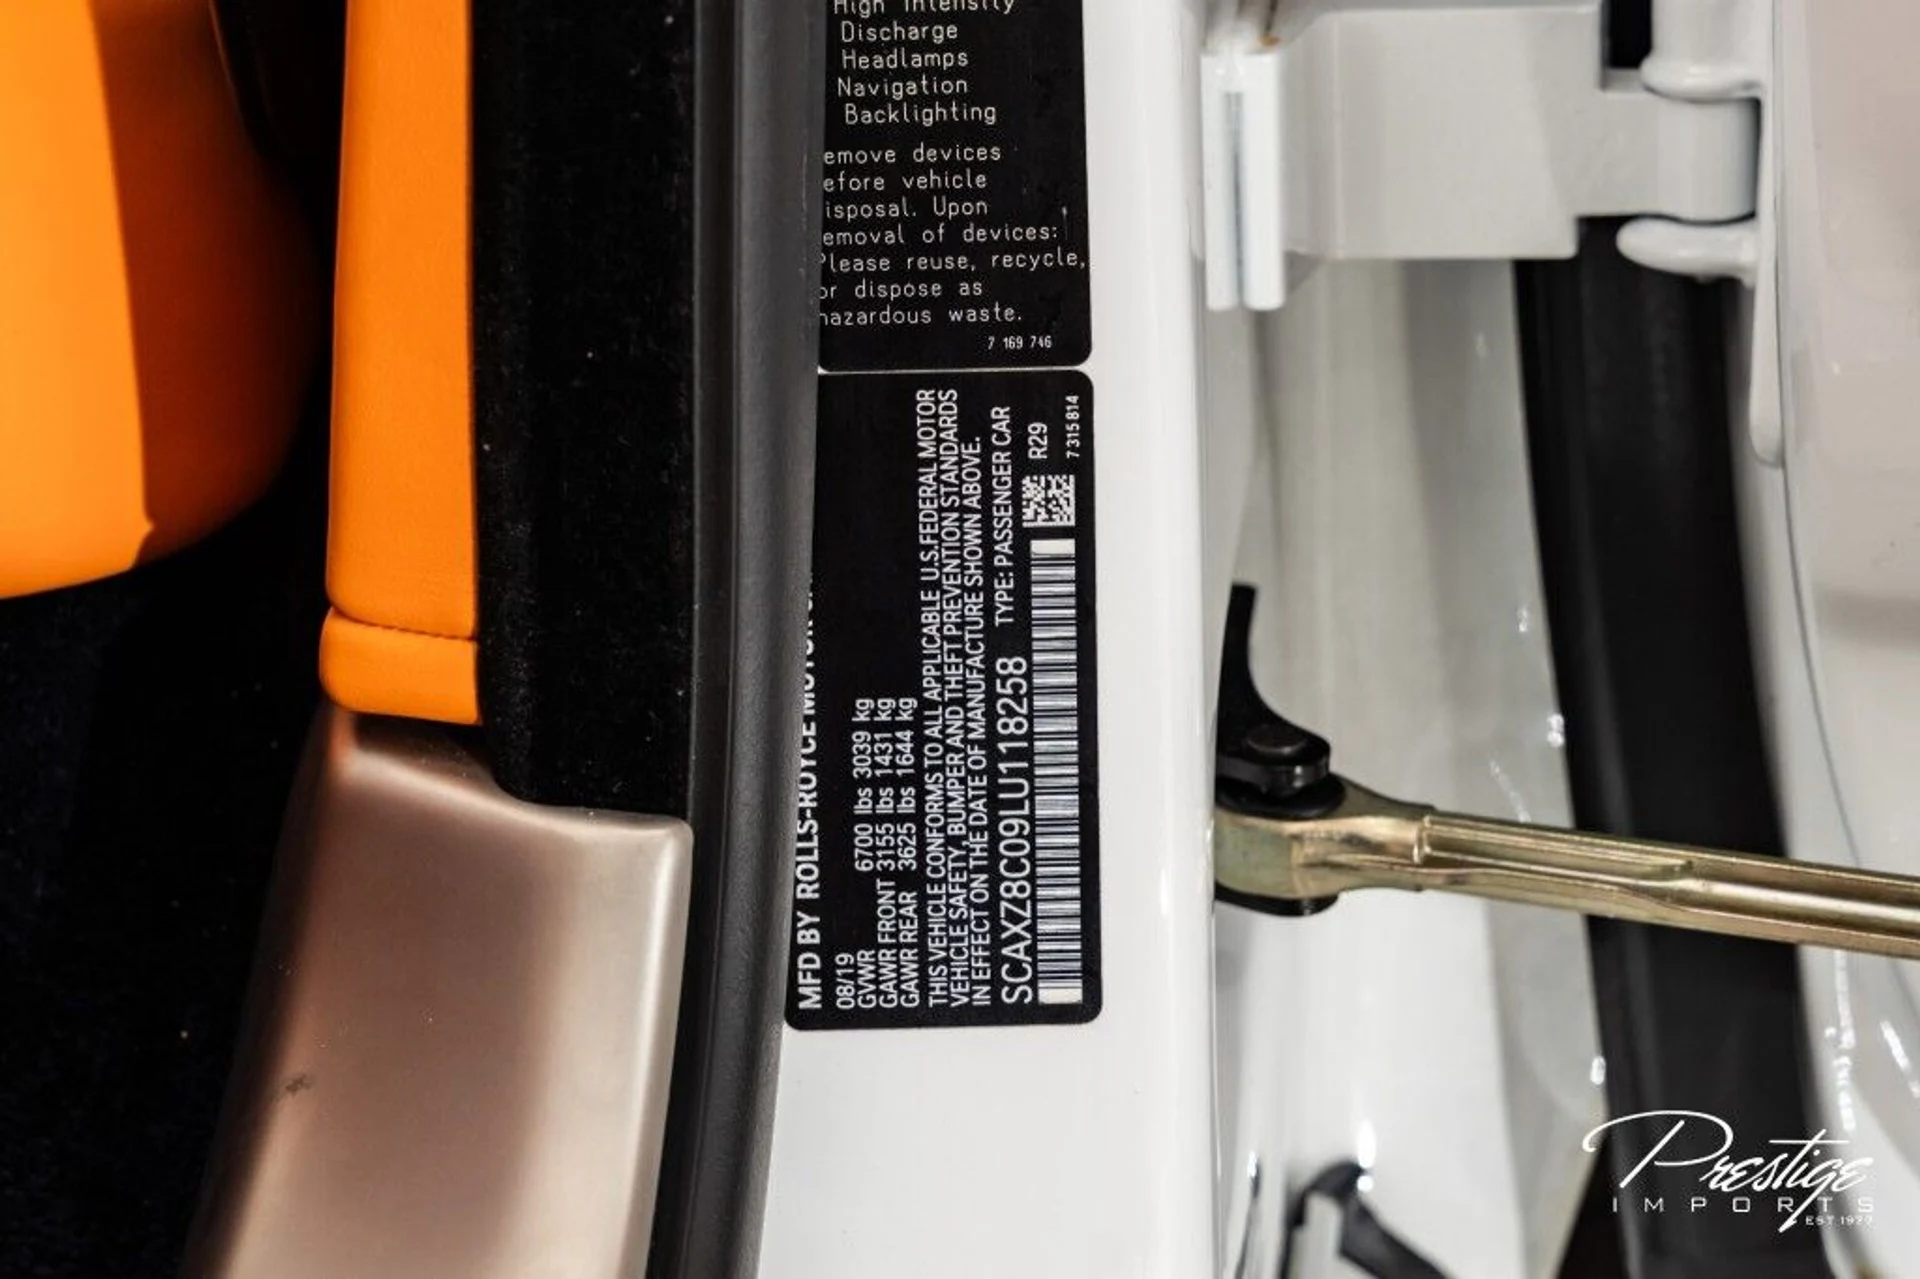 High Intensity
Discharge
Headlamps
Navigation
Backlighting
emove devices
efore vehicle
isposal. Upon
emoval of devices:
Please reuse, recycle,
or dispose as
hazardous waste.
7 169 746
MFD BY ROLLS-ROYCE MOTOR
08/19
GVWR 6700 lbs 3039 kg
GAWR FRONT 3155 lbs 1431 kg
GAWR REAR 3625 lbs 1644 kg
THIS VEHICLE CONFORMS TO ALL APPLICABLE U.S.FEDERAL MOTOR
VEHICLE SAFETY, BUMPER AND THEFT PREVENTION STANDARDS
IN EFFECT ON THE DATE OF MANUFACTURE SHOWN ABOVE.
SCAXZ8C09LU118258 TYPE: PASSENGER CAR
R29
7 315 814
Prestige
IMPORTS
EST 1977